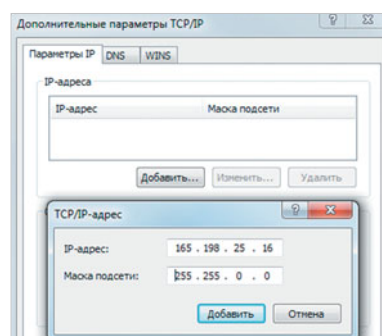 Дополнительные параметры TCP/IP
Параметры IP DNS WINS
IP-адреса
IP-адрес Маска подсети
Добавить... Изменить... Удалить
TCP/IP-адрес
IP-адрес: 165 . 198 . 25 . 16
Маска подсети: 255 . 255 . 0 . 0
Добавить Отмена